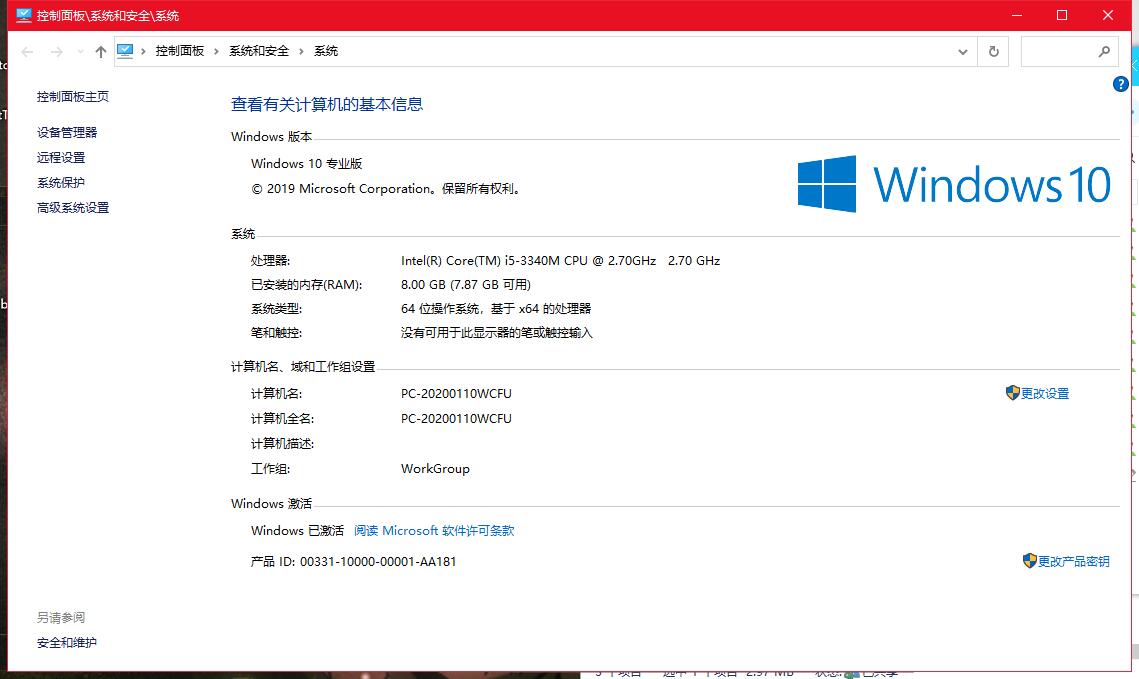 控制面板\系统和安全\系统
控制面板 › 系统和安全 › 系统
控制面板主页
设备管理器
远程设置
系统保护
高级系统设置
查看有关计算机的基本信息
Windows 版本
Windows 10 专业版
© 2019 Microsoft Corporation。保留所有权利。
Windows 10
系统
处理器: Intel(R) Core(TM) i5-3340M CPU @ 2.70GHz 2.70 GHz
已安装的内存(RAM): 8.00 GB (7.87 GB 可用)
系统类型: 64 位操作系统，基于 x64 的处理器
笔和触控: 没有可用于此显示器的笔或触控输入
计算机名、域和工作组设置
计算机名: PC-20200110WCFU 更改设置
计算机全名: PC-20200110WCFU
计算机描述:
工作组: WorkGroup
Windows 激活
Windows 已激活 阅读 Microsoft 软件许可条款
产品 ID: 00331-10000-00001-AA181 更改产品密钥
另请参阅
安全和维护